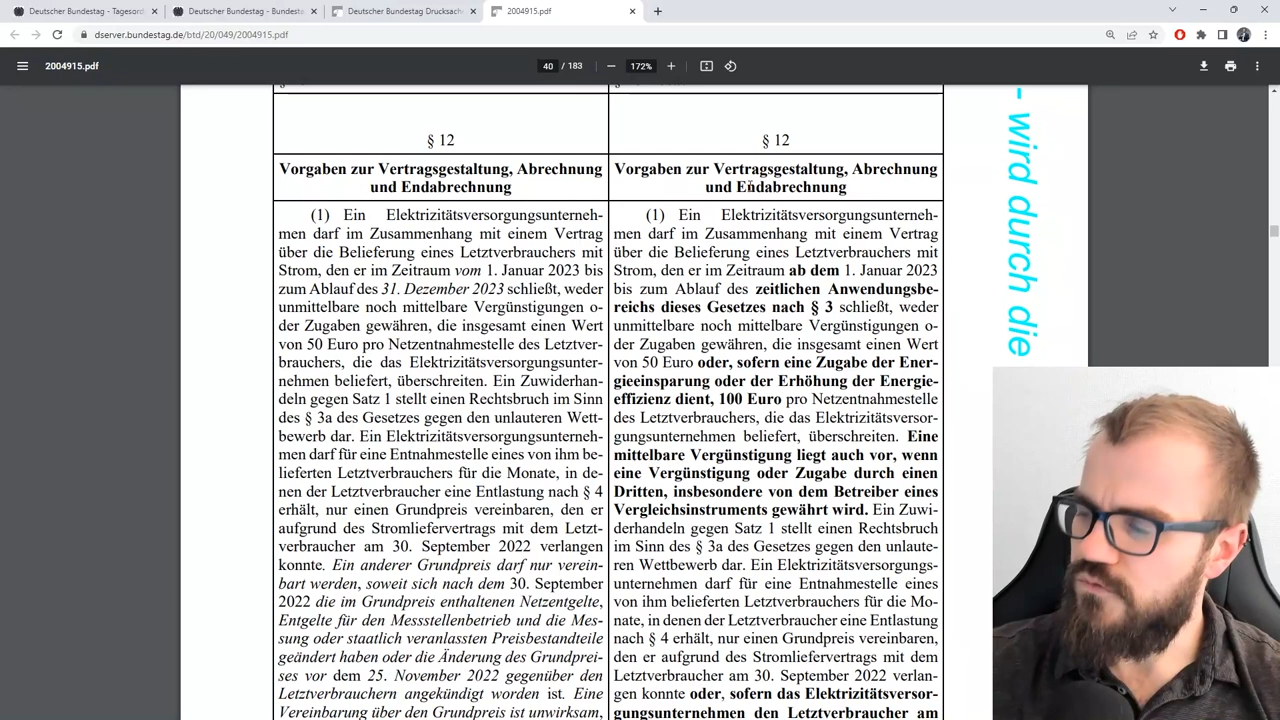 Deutscher Bundestag - Tagesord
Deutscher Bundestag - Bundesta
Deutscher Bundestag Drucksach
2004915.pdf
dserver.bundestag.de/btd/20/049/2004915.pdf
2004915.pdf
40 / 183
172%
§ 12
Vorgaben zur Vertragsgestaltung, Abrechnung
und Endabrechnung
(1) Ein Elektrizitätsversorgungsunterneh-
men darf im Zusammenhang mit einem Vertrag
über die Belieferung eines Letztverbrauchers mit
Strom, den er im Zeitraum vom 1. Januar 2023 bis
zum Ablauf des 31. Dezember 2023 schließt, weder
unmittelbare noch mittelbare Vergünstigungen o-
der Zugaben gewähren, die insgesamt einen Wert
von 50 Euro pro Netzentnahmestelle des Letztver-
brauchers, die das Elektrizitätsversorgungsunter-
nehmen beliefert, überschreiten. Ein Zuwiderhan-
deln gegen Satz 1 stellt einen Rechtsbruch im Sinn
des § 3a des Gesetzes gegen den unlauteren Wett-
bewerb dar. Ein Elektrizitätsversorgungsunterneh-
men darf für eine Entnahmestelle eines von ihm be-
lieferten Letztverbrauchers für die Monate, in de-
nen der Letztverbraucher eine Entlastung nach § 4
erhält, nur einen Grundpreis vereinbaren, den er
aufgrund des Stromliefervertrags mit dem Letzt-
verbraucher am 30. September 2022 verlangen
konnte. Ein anderer Grundpreis darf nur verein-
bart werden, soweit sich nach dem 30. September
2022 die im Grundpreis enthaltenen Netzentgelte,
Entgelte für den Messstellenbetrieb und die Mes-
sung oder staatlich veranlassten Preisbestandteile
geändert haben oder die Änderung des Grundprei-
ses vor dem 25. November 2022 gegenüber den
Letztverbrauchern angekündigt worden ist. Eine
Vereinbarung über den Grundpreis ist unwirksam,
§ 12
Vorgaben zur Vertragsgestaltung, Abrechnung
und Endabrechnung
(1) Ein Elektrizitätsversorgungsunterneh-
men darf im Zusammenhang mit einem Vertrag
über die Belieferung eines Letztverbrauchers mit
Strom, den er im Zeitraum ab dem 1. Januar 2023
bis zum Ablauf des zeitlichen Anwendungsbe-
reichs dieses Gesetzes nach § 3 schließt, weder
unmittelbare noch mittelbare Vergünstigungen o-
der Zugaben gewähren, die insgesamt einen Wert
von 50 Euro oder, sofern eine Zugabe der Ener-
gieeinsparung oder der Erhöhung der Energie-
effizienz dient, 100 Euro pro Netzentnahmestelle
des Letztverbrauchers, die das Elektrizitätsversor-
gungsunternehmen beliefert, überschreiten. Eine
mittelbare Vergünstigung liegt auch vor, wenn
eine Vergünstigung oder Zugabe durch einen
Dritten, insbesondere von dem Betreiber eines
Vergleichsinstruments gewährt wird. Ein Zuwi-
derhandeln gegen Satz 1 stellt einen Rechtsbruch
im Sinn des § 3a des Gesetzes gegen den unlaute-
ren Wettbewerb dar. Ein Elektrizitätsversorgungs-
unternehmen darf für eine Entnahmestelle eines
von ihm belieferten Letztverbrauchers für die Mo-
nate, in denen der Letztverbraucher eine Entlastung
nach § 4 erhält, nur einen Grundpreis vereinbaren,
den er aufgrund des Stromliefervertrags mit dem
Letztverbraucher am 30. September 2022 verlan-
gen konnte oder, sofern das Elektrizitätsversor-
gungsunternehmen den Letztverbraucher am
- wird durch die